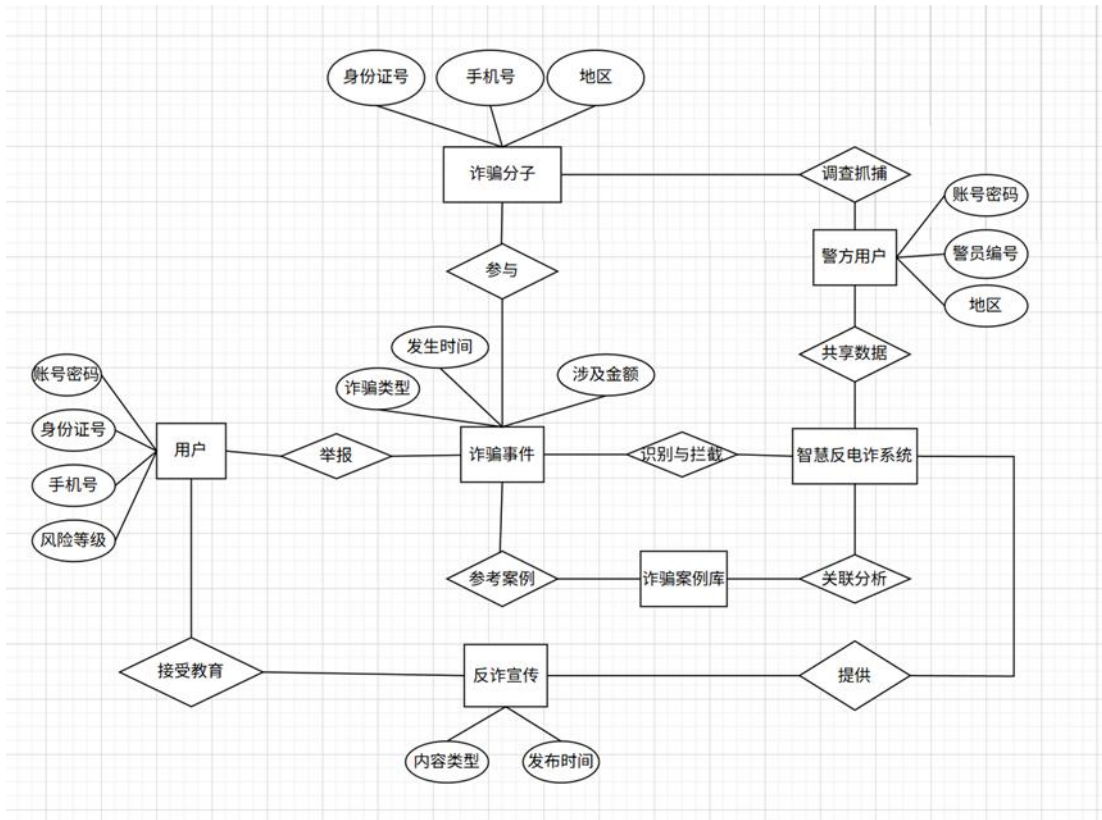 身份证号
手机号
地区
诈骗分子
调查抓捕
账号密码
警方用户
警员编号
参与
地区
发生时间
共享数据
账号密码
诈骗类型
涉及金额
身份证号
用户
举报
诈骗事件
识别与拦截
智慧反电诈系统
手机号
风险等级
参考案例
诈骗案例库
关联分析
接受教育
反诈宣传
提供
内容类型
发布时间